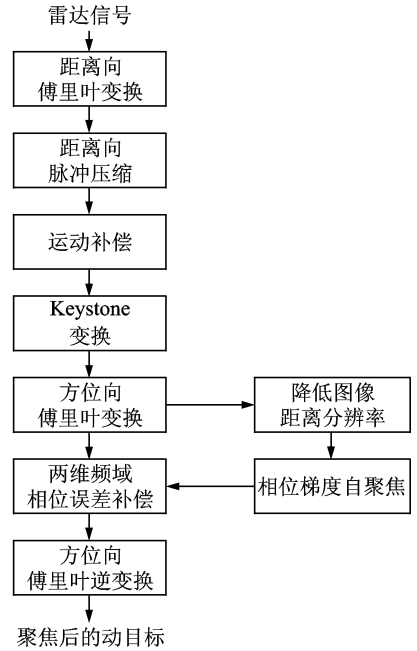 雷达信号
距离向
傅里叶变换
距离向
脉冲压缩
运动补偿
Keystone
变换
方位向
傅里叶变换
降低图像
距离分辨率
两维频域
相位误差补偿
相位梯度自聚焦
方位向
傅里叶逆变换
聚焦后的动目标